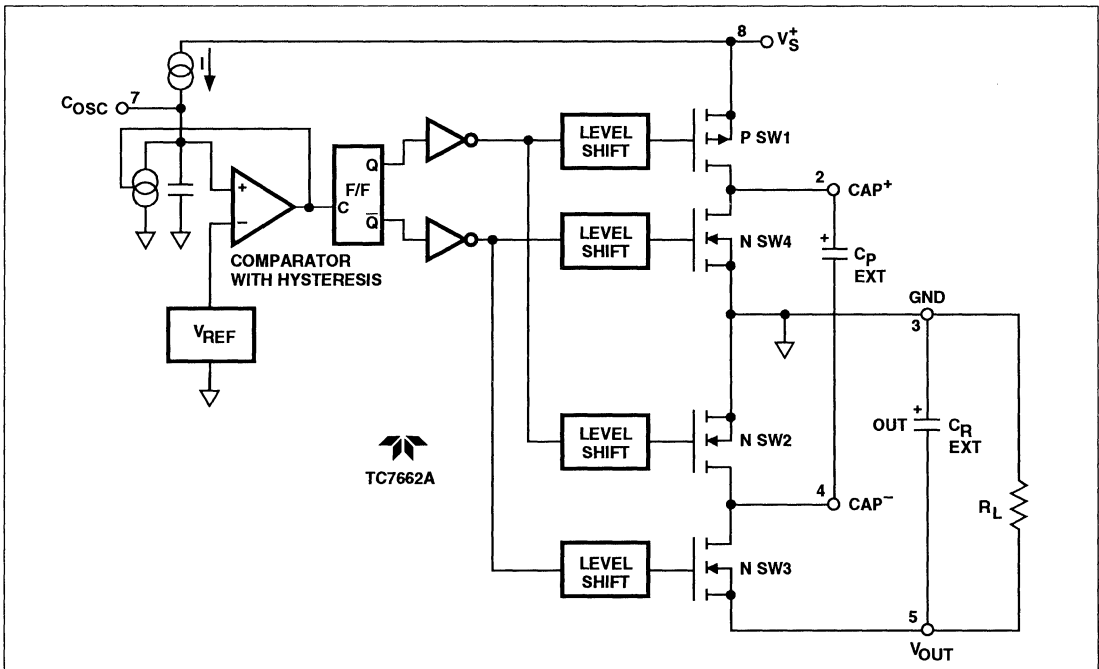 8 V+S
I
COSC 7
LEVEL
SHIFT
P SW1
Q
F/F
C
Q̅
2 CAP+
+
−
LEVEL
SHIFT
N SW4
+
CP
EXT
COMPARATOR
WITH HYSTERESIS
GND
3
VREF
LEVEL
SHIFT
N SW2
+
OUT
CR
EXT
TC7662A
4 CAP−
RL
LEVEL
SHIFT
N SW3
5
VOUT